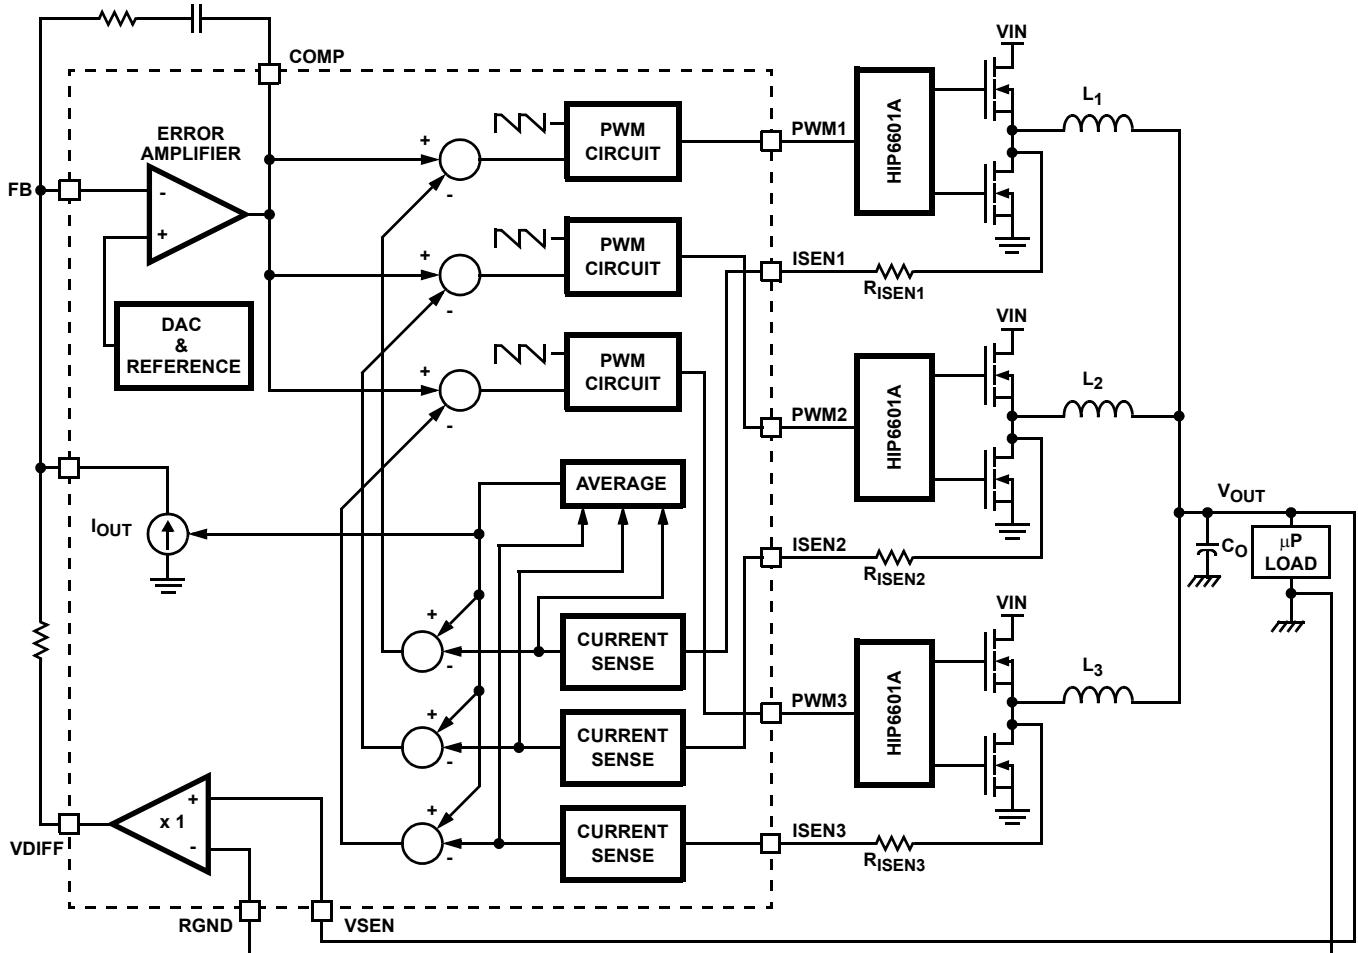 COMP
VIN
L1
+
PWM
CIRCUIT
PWM1
HIP6601A
ERROR
AMPLIFIER
-
FB
-
+
+
PWM
CIRCUIT
-
ISEN1
RISEN1
DAC
&
REFERENCE
VIN
+
PWM
CIRCUIT
-
PWM2
HIP6601A
L2
AVERAGE
IOUT
VOUT
CO
µP
LOAD
ISEN2
RISEN2
VIN
+
-
CURRENT
SENSE
L3
PWM3
HIP6601A
+
-
CURRENT
SENSE
+
x 1
-
VDIFF
+
-
CURRENT
SENSE
ISEN3
RISEN3
RGND
VSEN